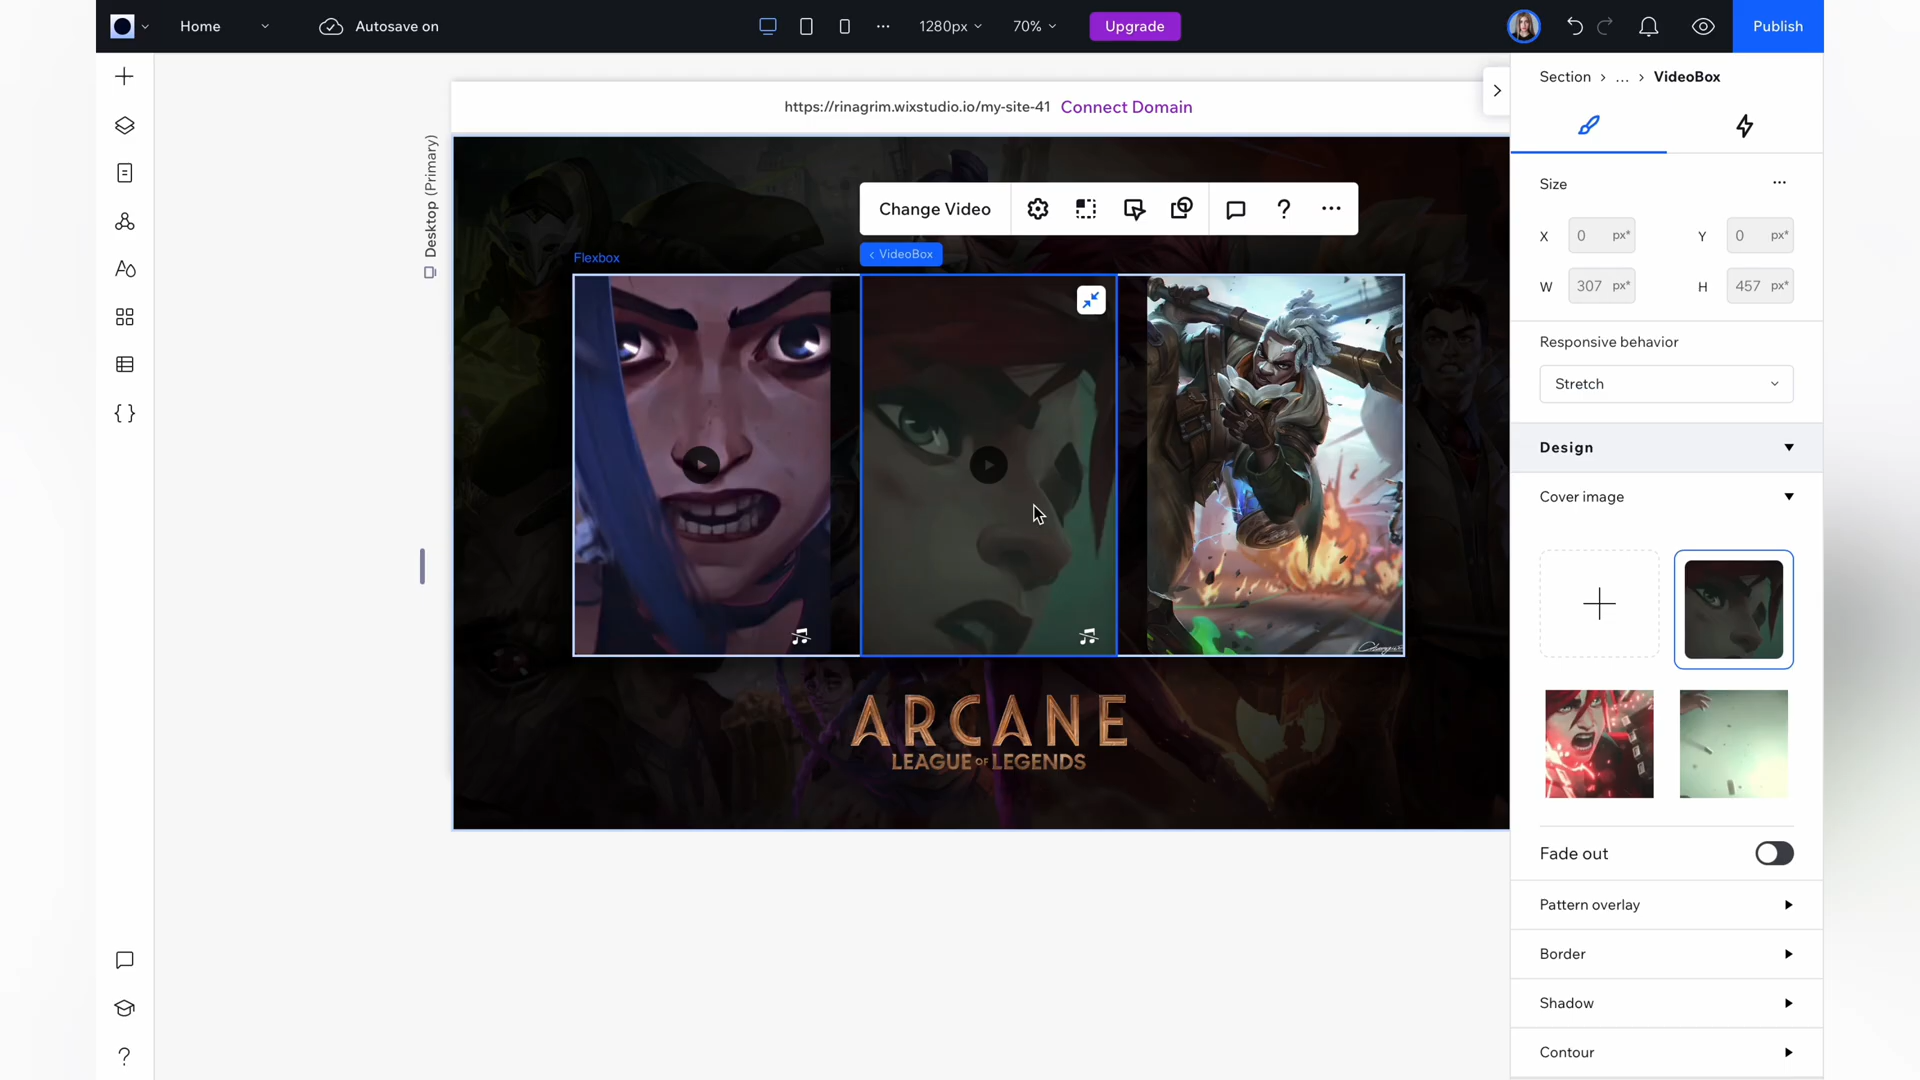 Home
Autosave on
1280px
70%
Upgrade
Publish
Section > ... > VideoBox
https://rinagrim.wixstudio.io/my-site-41 Connect Domain
Desktop (Primary)
Change Video
Flexbox
< VideoBox
Size
X 0 px*
Y 0 px*
W 307 px*
H 457 px*
Responsive behavior
Stretch
Design
Cover image
ARCANE
LEAGUE OF LEGENDS
Fade out
Pattern overlay
Border
Shadow
Contour